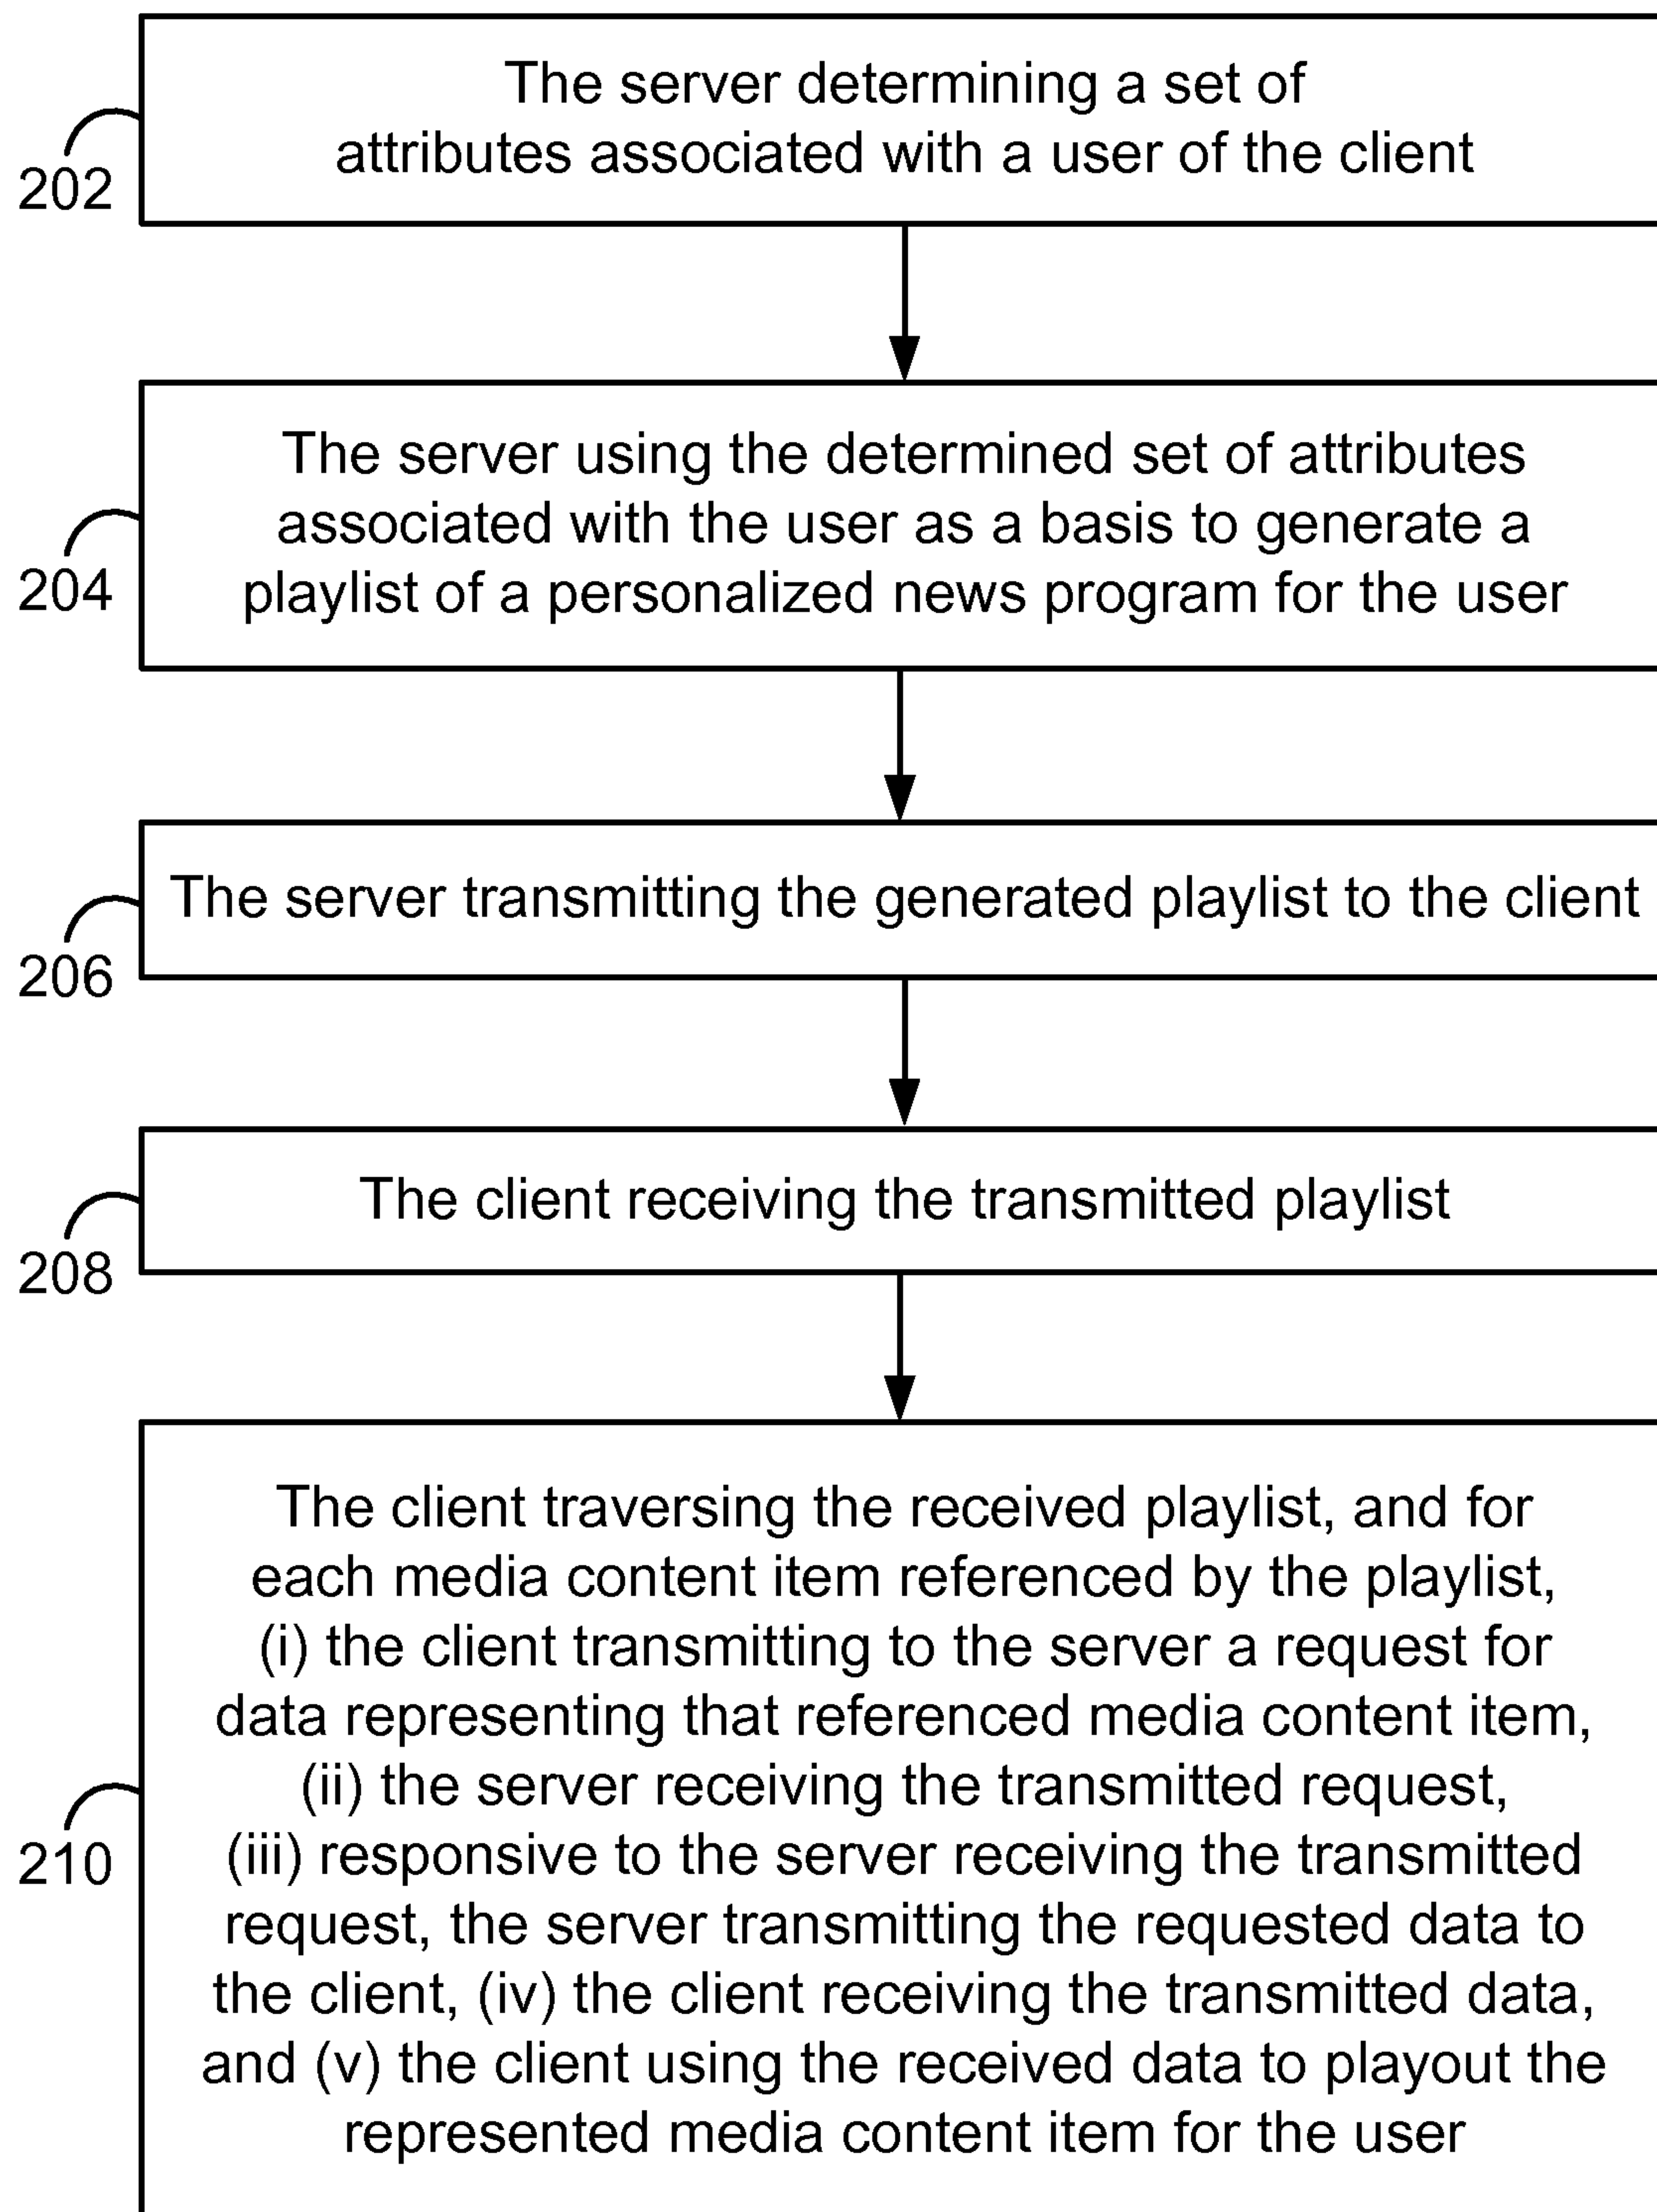 The server determining a set of
attributes associated with a user of the client
202
The server using the determined set of attributes
associated with the user as a basis to generate a
playlist of a personalized news program for the user
204
The server transmitting the generated playlist to the client
206
The client receiving the transmitted playlist
208
The client traversing the received playlist, and for
each media content item referenced by the playlist,
(i) the client transmitting to the server a request for
data representing that referenced media content item,
(ii) the server receiving the transmitted request,
(iii) responsive to the server receiving the transmitted
request, the server transmitting the requested data to
the client, (iv) the client receiving the transmitted data,
and (v) the client using the received data to playout the
represented media content item for the user
210